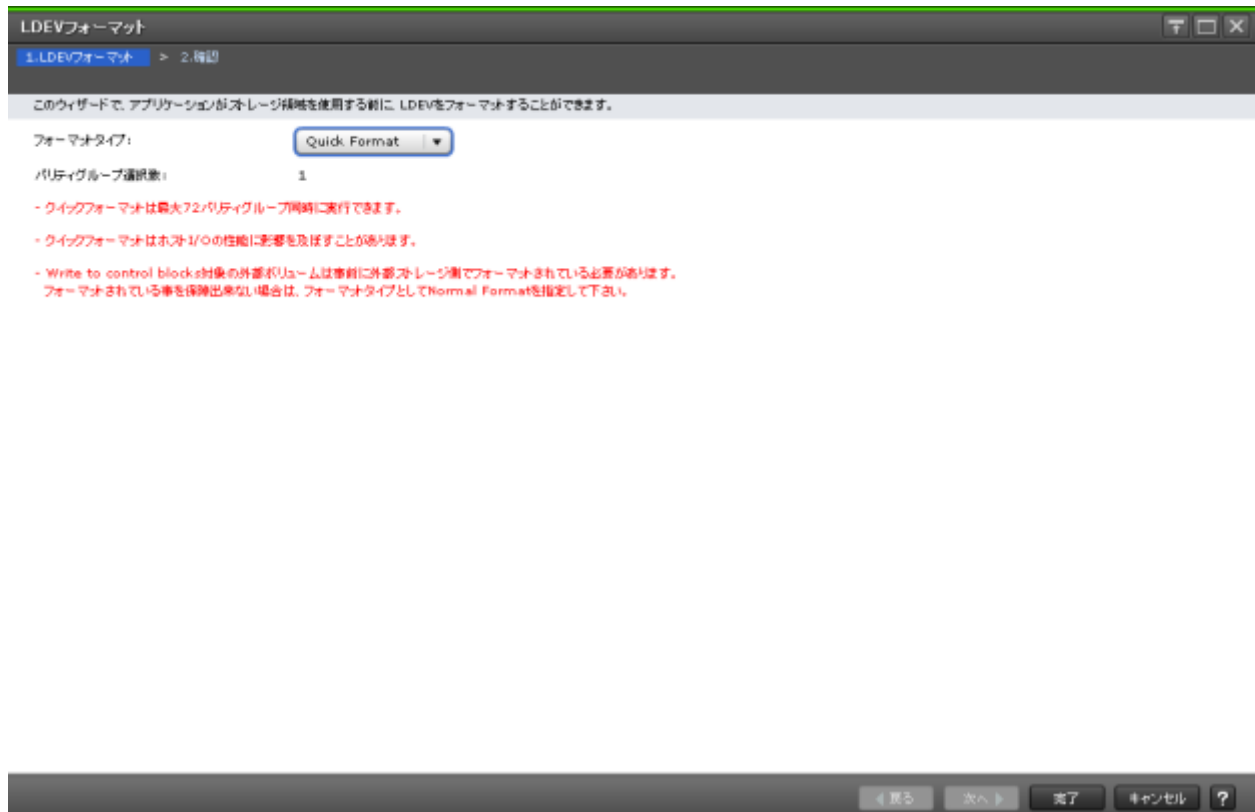 LDEVフォーマット
1.LDEVフォーマット > 2.確認
このウィザードで、アプリケーションがストレージ領域を使用する前に、LDEVをフォーマットすることができます。
フォーマットタイプ: Quick Format
パリティグループ選択数: 1
- クイックフォーマットは最大72パリティグループ同時に実行できます。
- クイックフォーマットはホストI/Oの性能に影響を及ぼすことがあります。
- Write to control blocks対象の外部ボリュームは事前に外部ストレージ側でフォーマットされている必要があります。
フォーマットされている事を保障出来ない場合は、フォーマットタイプとしてNormal Formatを指定して下さい。
戻る 次へ 完了 キャンセル ?